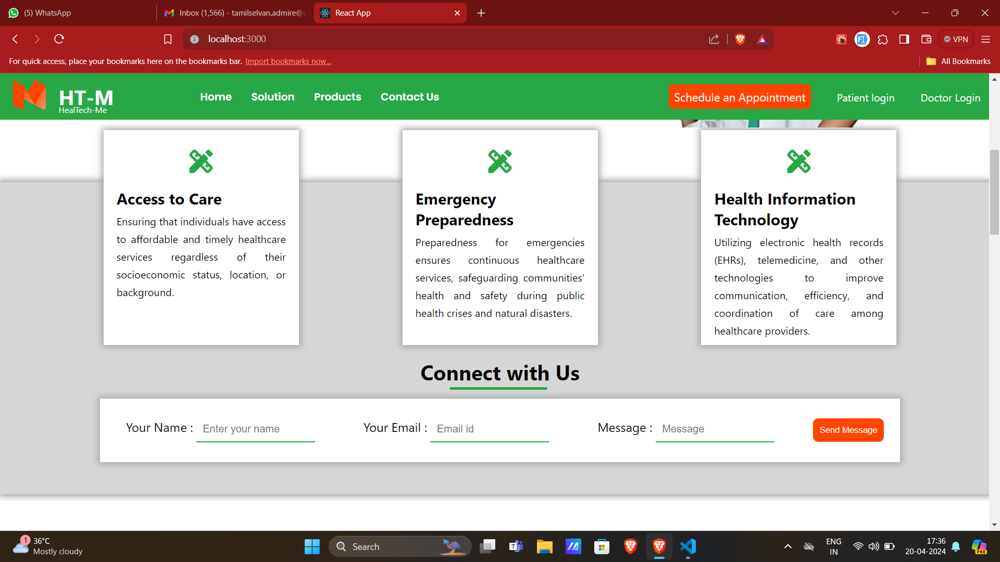 (5) WhatsApp
Inbox (1,566) - tamilselvan.admire@
React App
localhost:3000
VPN
For quick access, place your bookmarks here on the bookmarks bar. Import bookmarks now...
All Bookmarks
HT-M
HealTech-Me
Home
Solution
Products
Contact Us
Schedule an Appointment
Patient login
Doctor Login
Access to Care
Ensuring that individuals have access
to affordable and timely healthcare
services regardless of their
socioeconomic status, location, or
background.
Emergency
Preparedness
Preparedness for emergencies
ensures continuous healthcare
services, safeguarding communities'
health and safety during public
health crises and natural disasters.
Health Information
Technology
Utilizing electronic health records
(EHRs), telemedicine, and other
technologies to improve
communication, efficiency, and
coordination of care among
healthcare providers.
Connect with Us
Your Name :
Enter your name
Your Email :
Email id
Message :
Message
Send Message
1
36°C
Mostly cloudy
Search
ENG
IN
17:36
20-04-2024
PRE